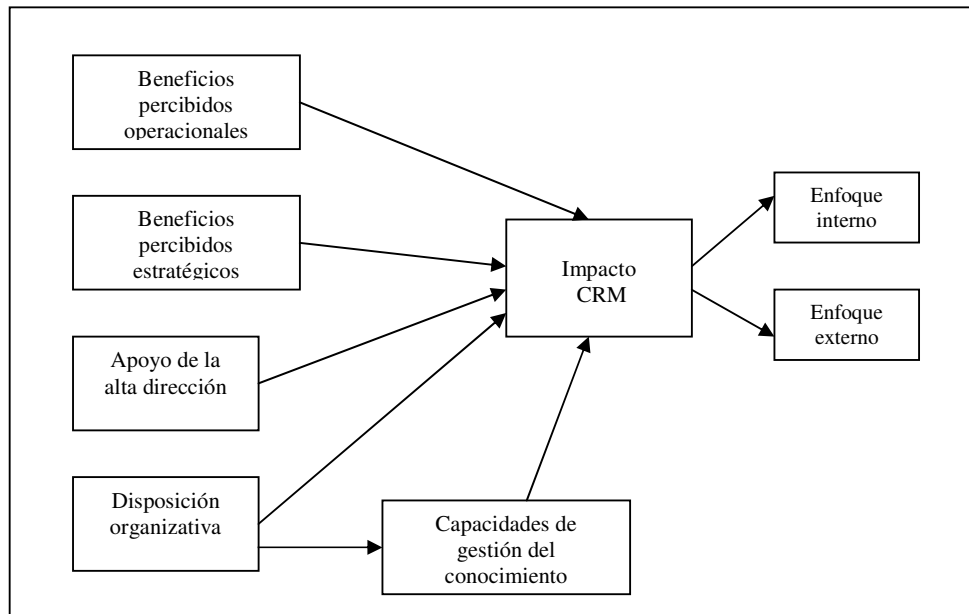 Beneficios
percibidos
operacionales
Beneficios
percibidos
estratégicos
Apoyo de la
alta dirección
Disposición
organizativa
Capacidades de
gestión del
conocimiento
Impacto
CRM
Enfoque
interno
Enfoque
externo